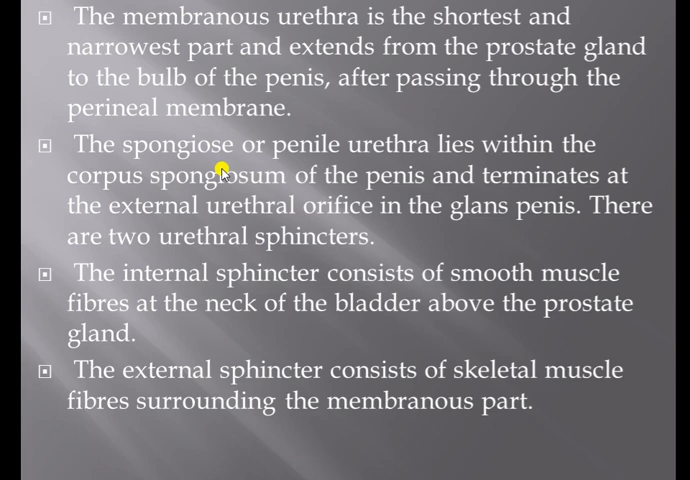 The membranous urethra is the shortest and
narrowest part and extends from the prostate gland
to the bulb of the penis, after passing through the
perineal membrane.
The spongiose or penile urethra lies within the
corpus spongiosum of the penis and terminates at
the external urethral orifice in the glans penis. There
are two urethral sphincters.
The internal sphincter consists of smooth muscle
fibres at the neck of the bladder above the prostate
gland.
The external sphincter consists of skeletal muscle
fibres surrounding the membranous part.